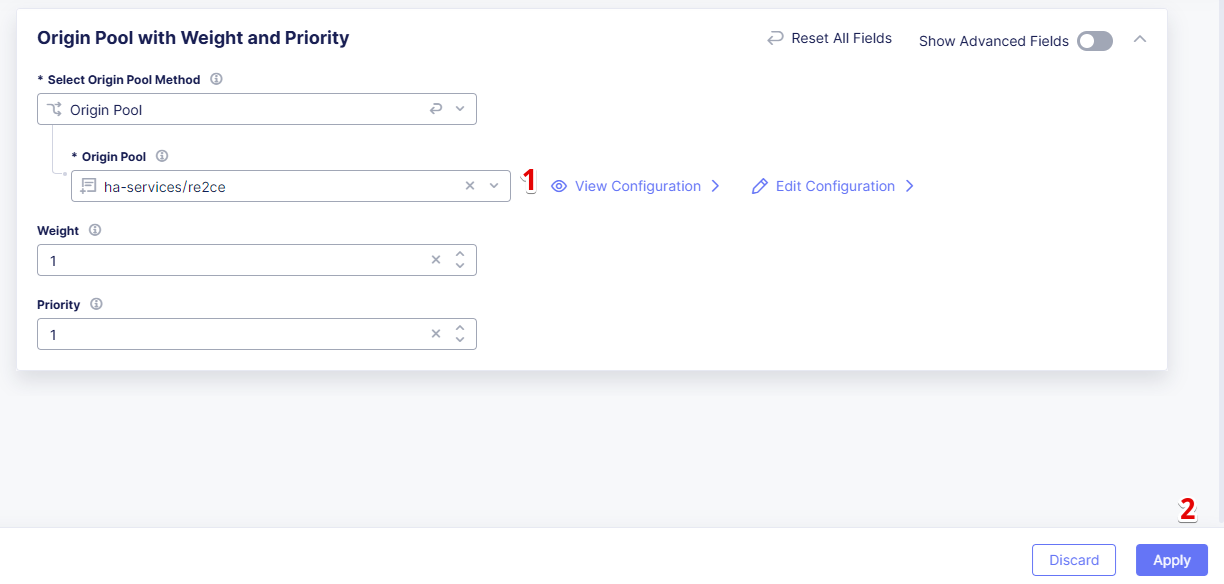 Origin Pool with Weight and Priority
Reset All Fields
Show Advanced Fields
* Select Origin Pool Method
Origin Pool
* Origin Pool
ha-services/re2ce
1
View Configuration
Edit Configuration
Weight
1
Priority
1
2
Discard
Apply